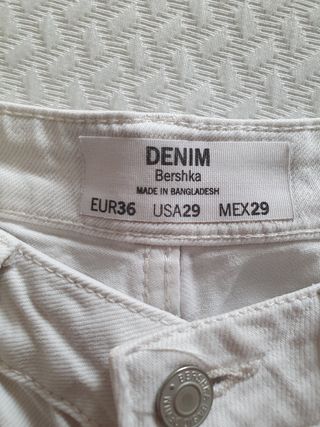 DENIM
Bershka
MADE IN BANGLADESH
EUR36 USA29 MEX29